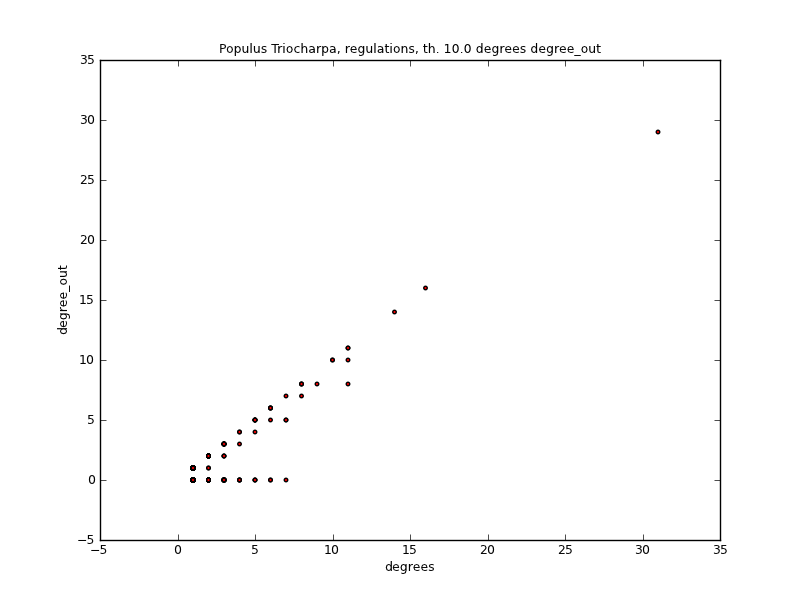 Populus Triocharpa, regulations, th. 10.0 degrees degree_out
35
30
25
20
15
10
5
0
−5
degree_out
−5 0 5 10 15 20 25 30 35
degrees